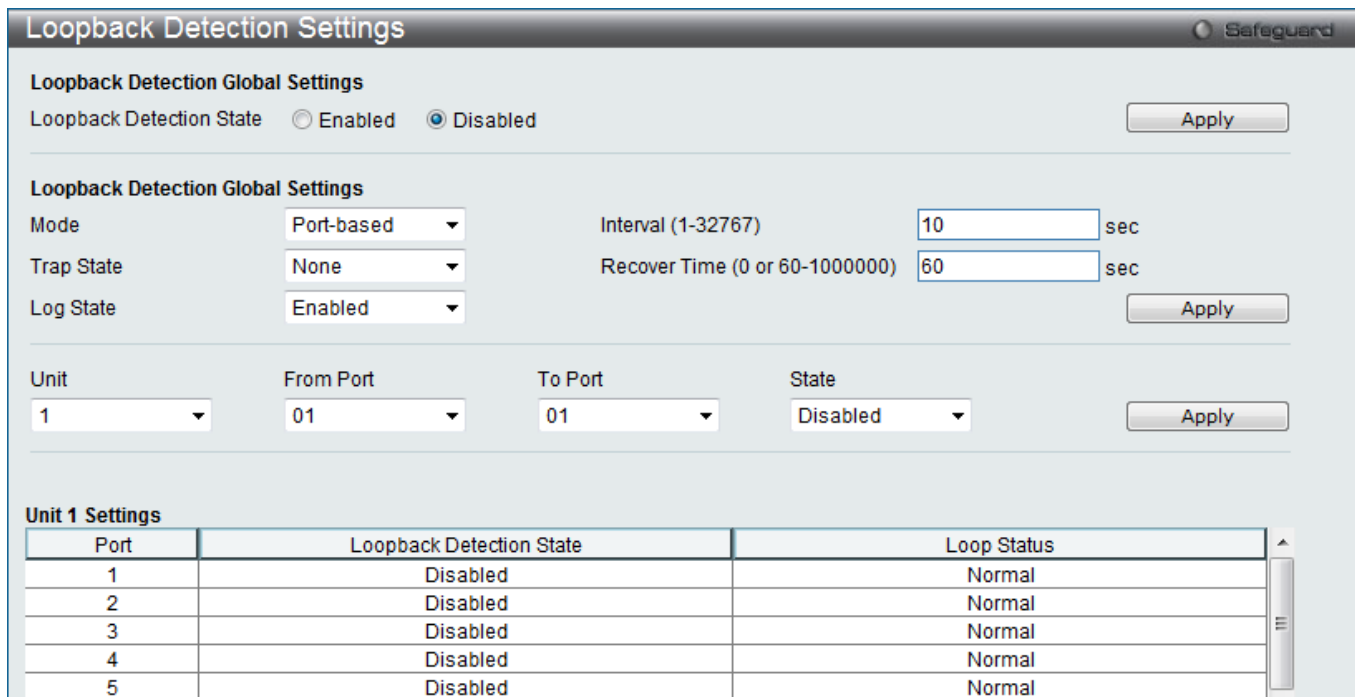 Loopback Detection Settings
Safeguard
Loopback Detection Global Settings
Loopback Detection State Enabled Disabled Apply
Loopback Detection Global Settings
Mode Port-based Interval (1-32767) 10 sec
Trap State None Recover Time (0 or 60-1000000) 60 sec
Log State Enabled Apply
Unit From Port To Port State
1 01 01 Disabled Apply
Unit 1 Settings
Port Loopback Detection State Loop Status
1 Disabled Normal
2 Disabled Normal
3 Disabled Normal
4 Disabled Normal
5 Disabled Normal